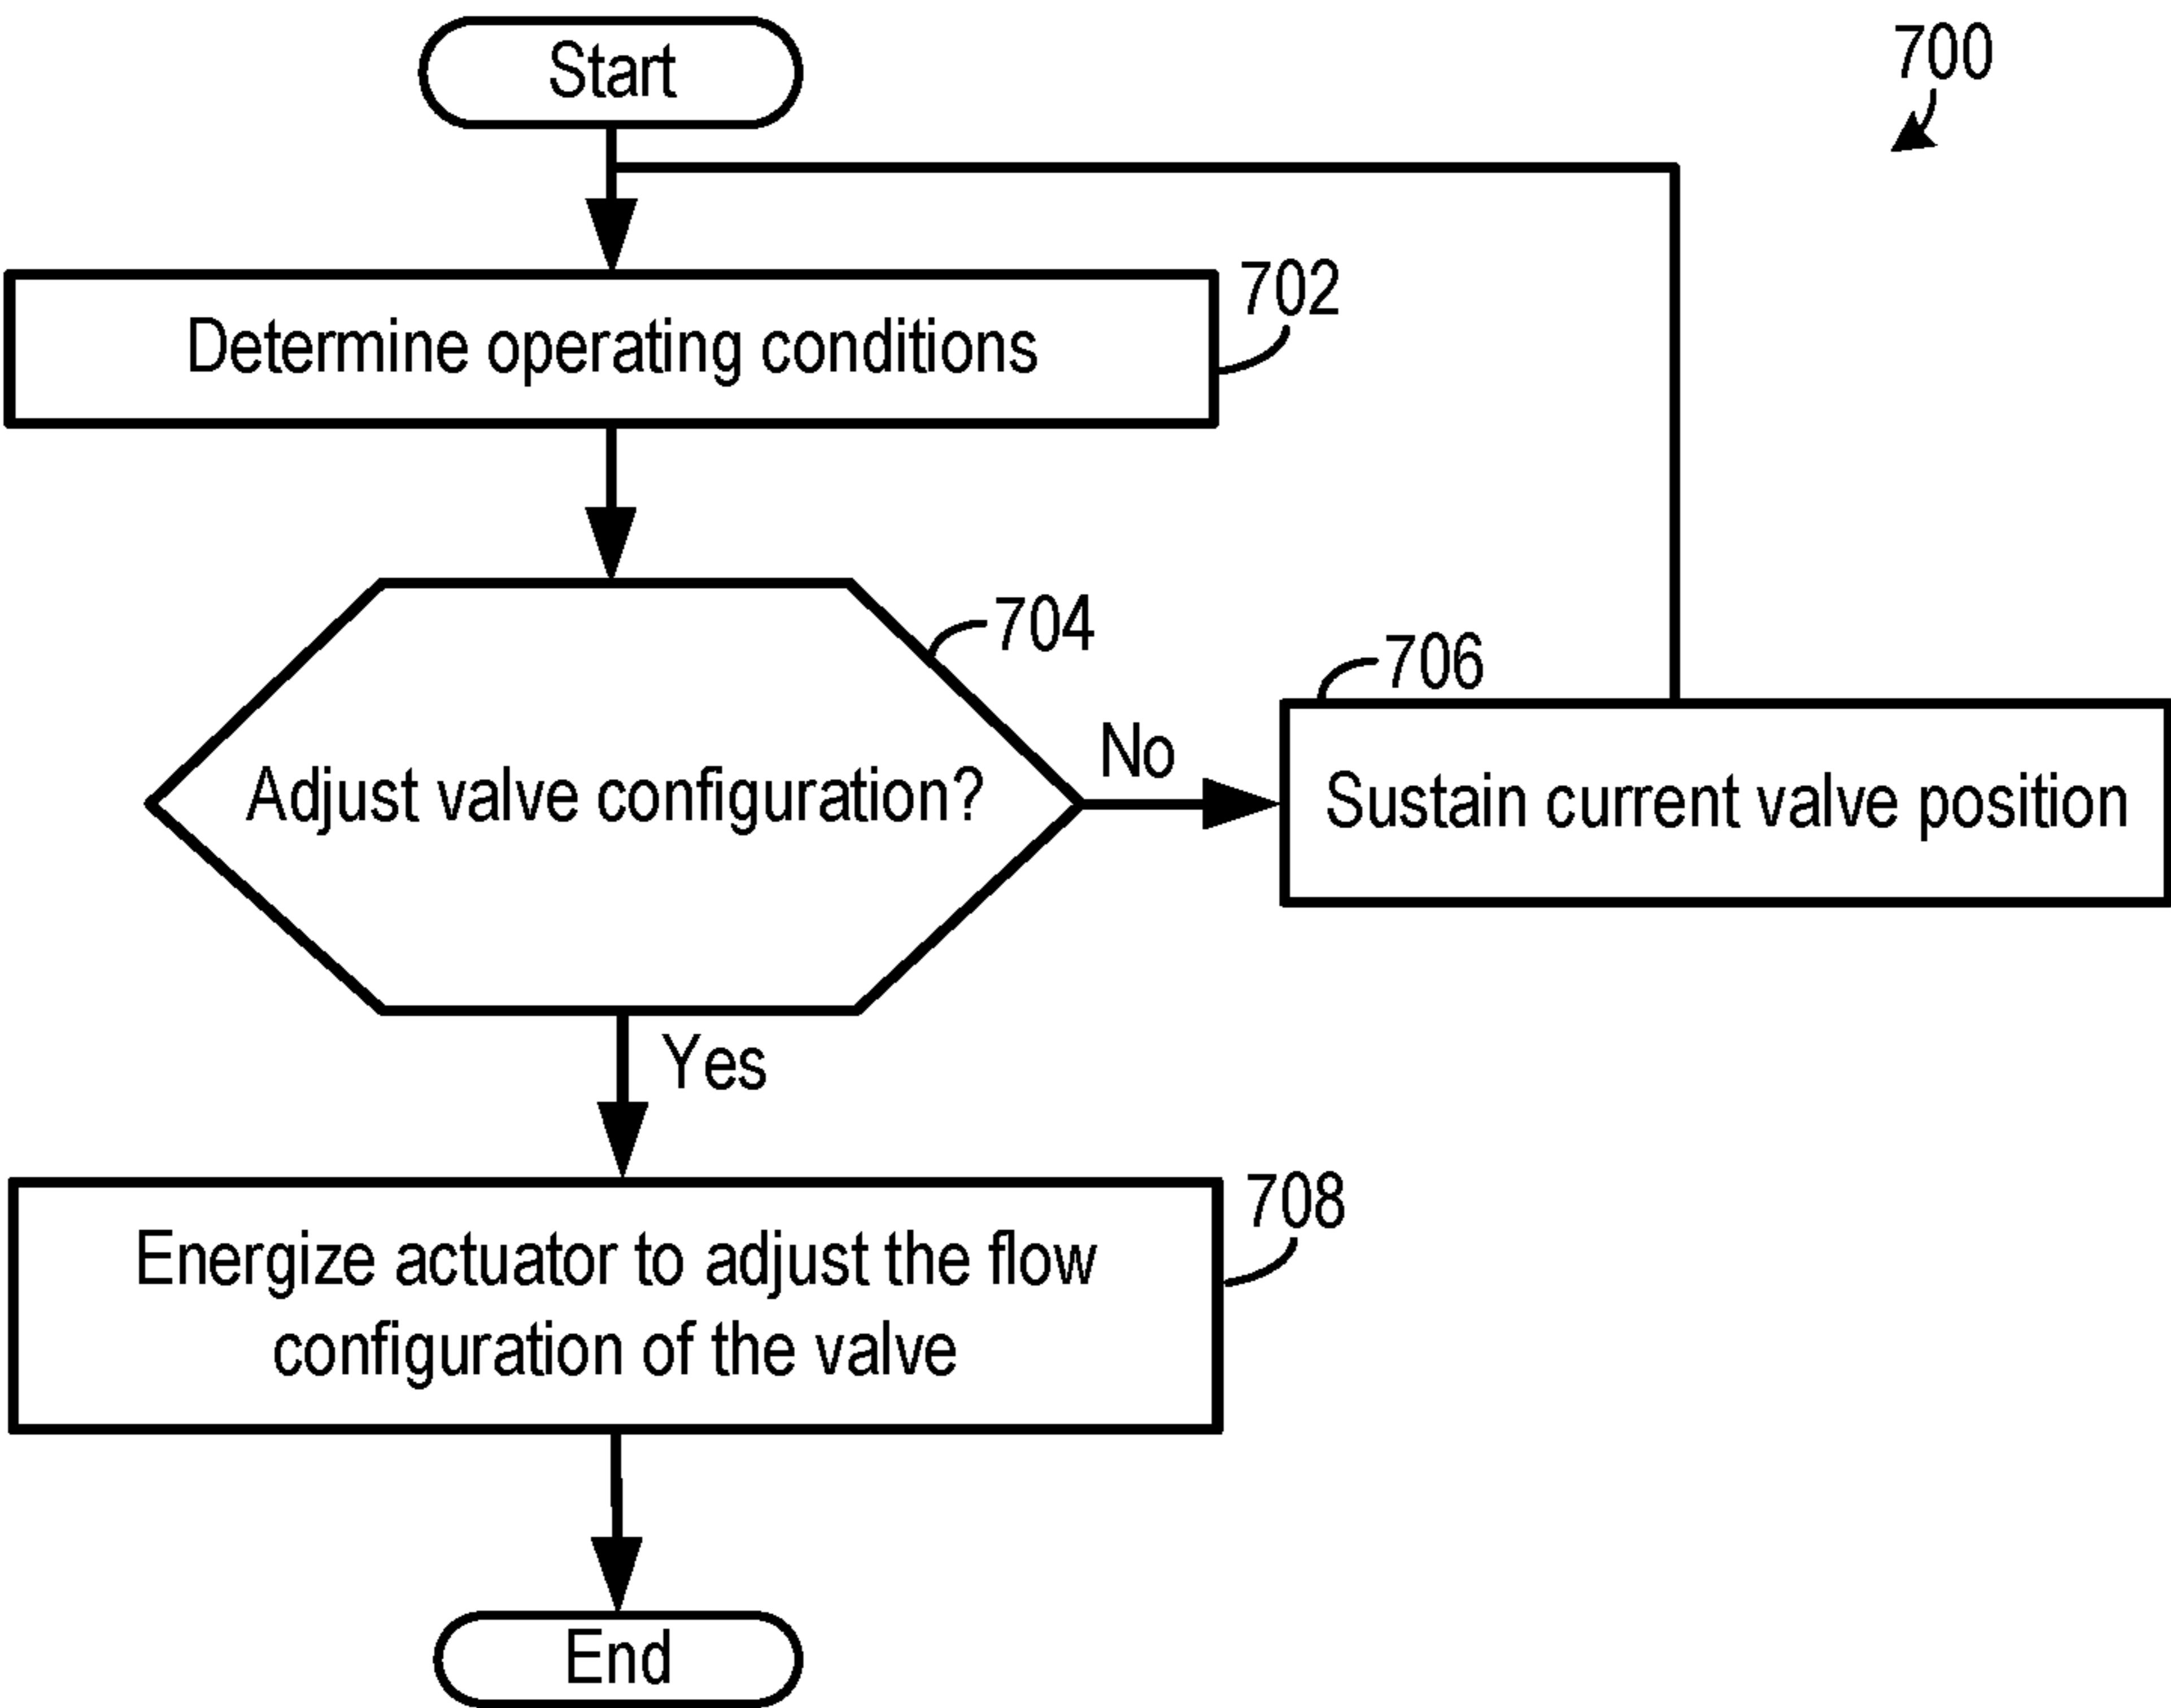 Start
700
702
Determine operating conditions
704
706
No
Adjust valve configuration?
Sustain current valve position
Yes
708
Energize actuator to adjust the flow
configuration of the valve
End